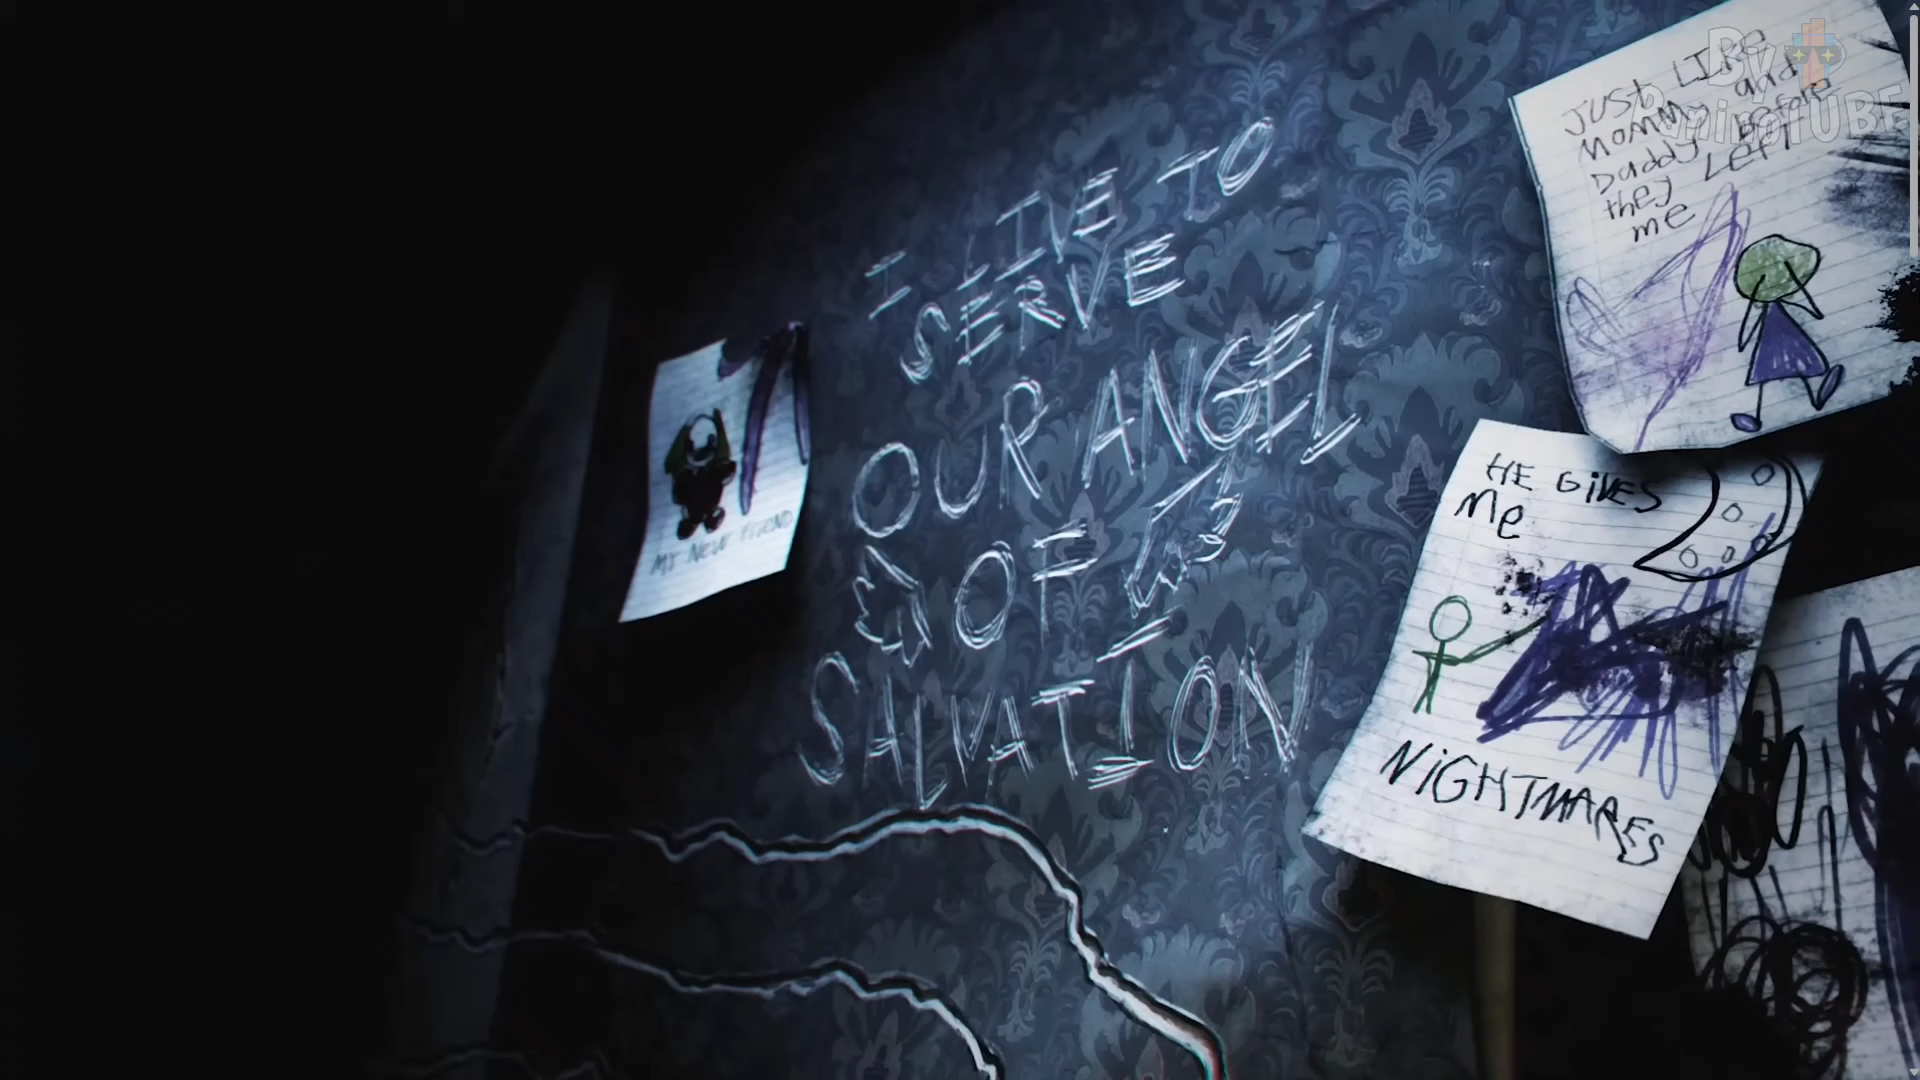 I LIVE TO
SERVE
OUR ANGEL
OF
SALVATION
MY NEW FRIEND
JUST LIKE
MOMMY and
Daddy Before
they LEFT
me
HE GiVES
Me
NiGHTMARES
By